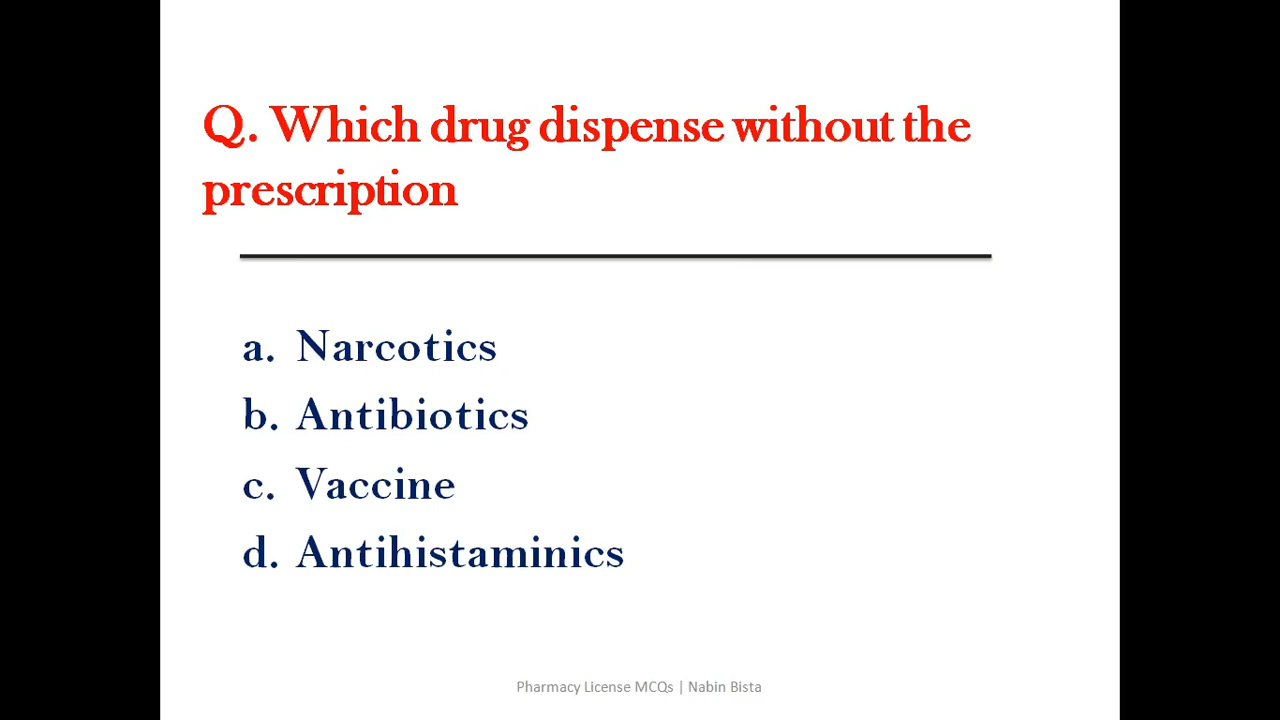 Q. Which drug dispense without the
prescription
a. Narcotics
b. Antibiotics
c. Vaccine
d. Antihistaminics
Pharmacy License MCQs | Nabin Bista